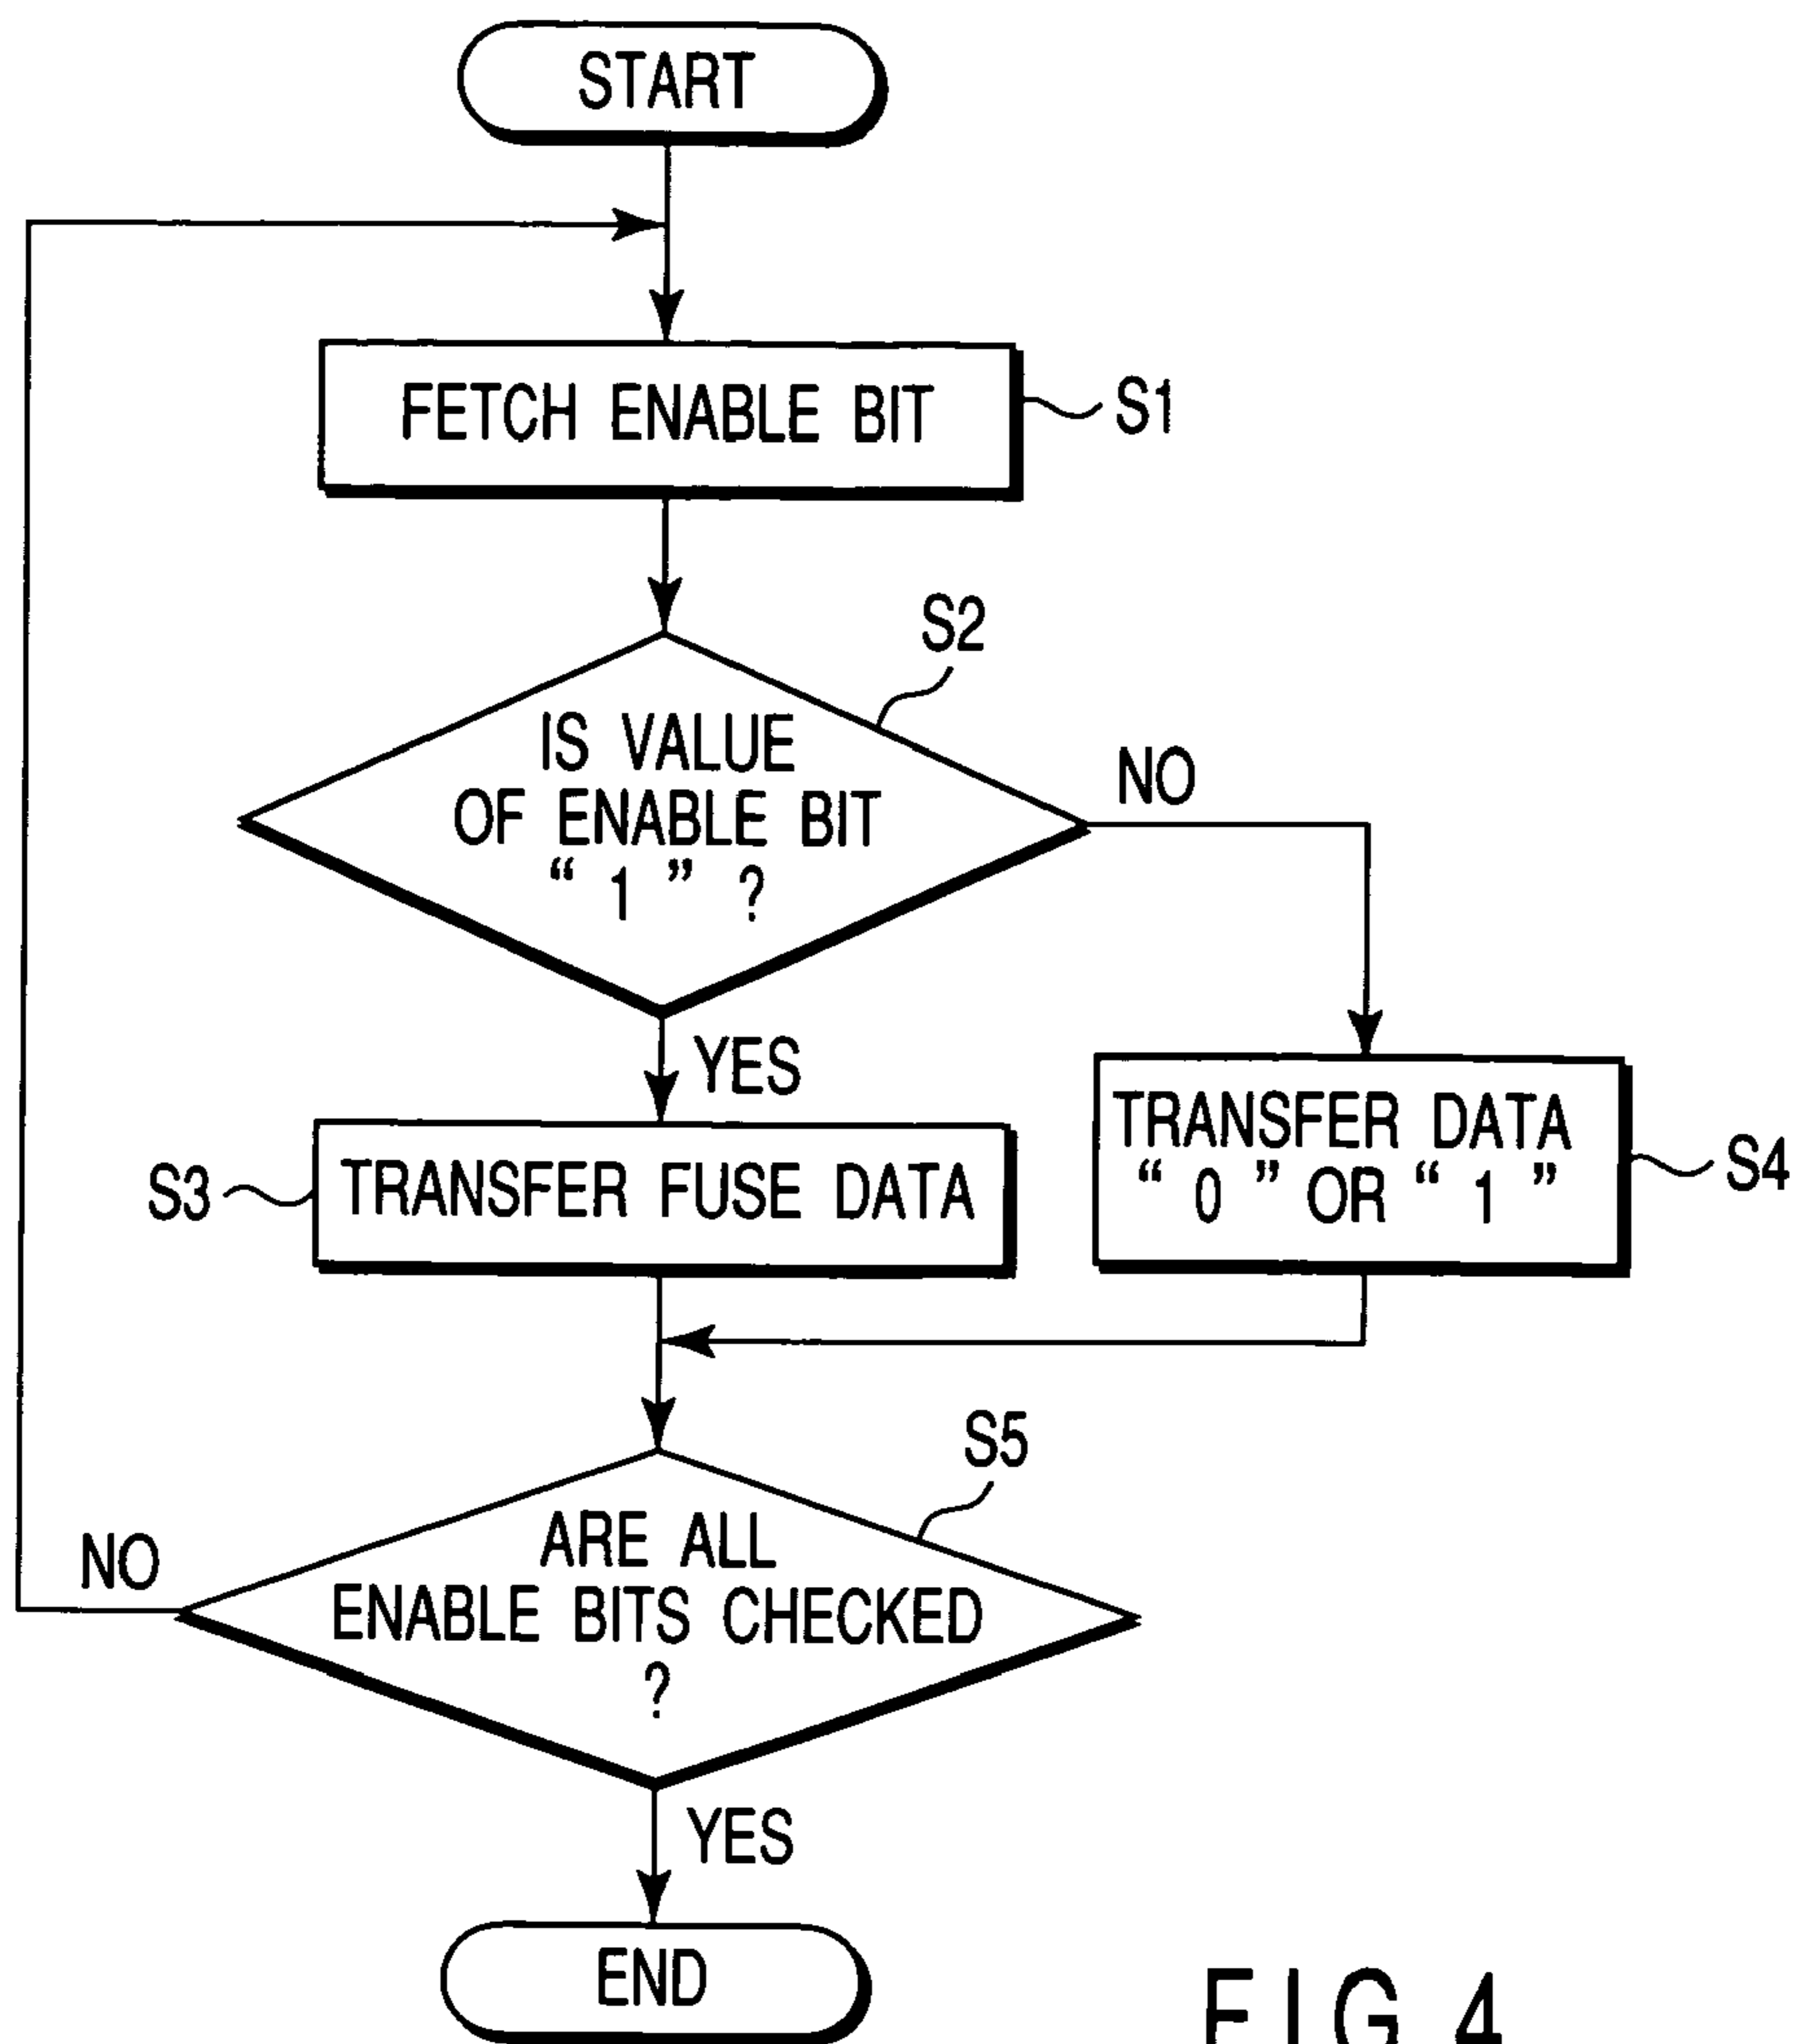 START
FETCH ENABLE BIT
S1
S2
IS VALUE
OF ENABLE BIT
“ 1 ” ?
NO
YES
S3
TRANSFER FUSE DATA
TRANSFER DATA
“ 0 ” OR “ 1 ”
S4
S5
ARE ALL
ENABLE BITS CHECKED
?
NO
YES
END
FIG. 4